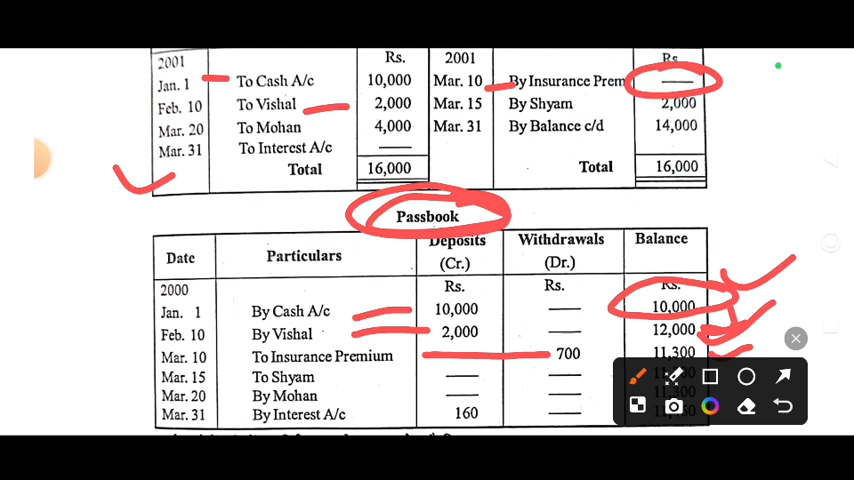 2001 Rs. 2001 Rs.
Jan. 1 To Cash A/c 10,000 Mar. 10 By Insurance Prem ——
Feb. 10 To Vishal 2,000 Mar. 15 By Shyam 2,000
Mar. 20 To Mohan 4,000 Mar. 31 By Balance c/d 14,000
Mar. 31 To Interest A/c ——
Total 16,000 Total 16,000
Passbook
Date Particulars Deposits (Cr.) Withdrawals (Dr.) Balance
2000 Rs. Rs. Rs.
Jan. 1 By Cash A/c 10,000 —— 10,000
Feb. 10 By Vishal 2,000 —— 12,000
Mar. 10 To Insurance Premium 700 11,300
Mar. 15 To Shyam —— ——
Mar. 20 By Mohan —— ——
Mar. 31 By Interest A/c 160 ——